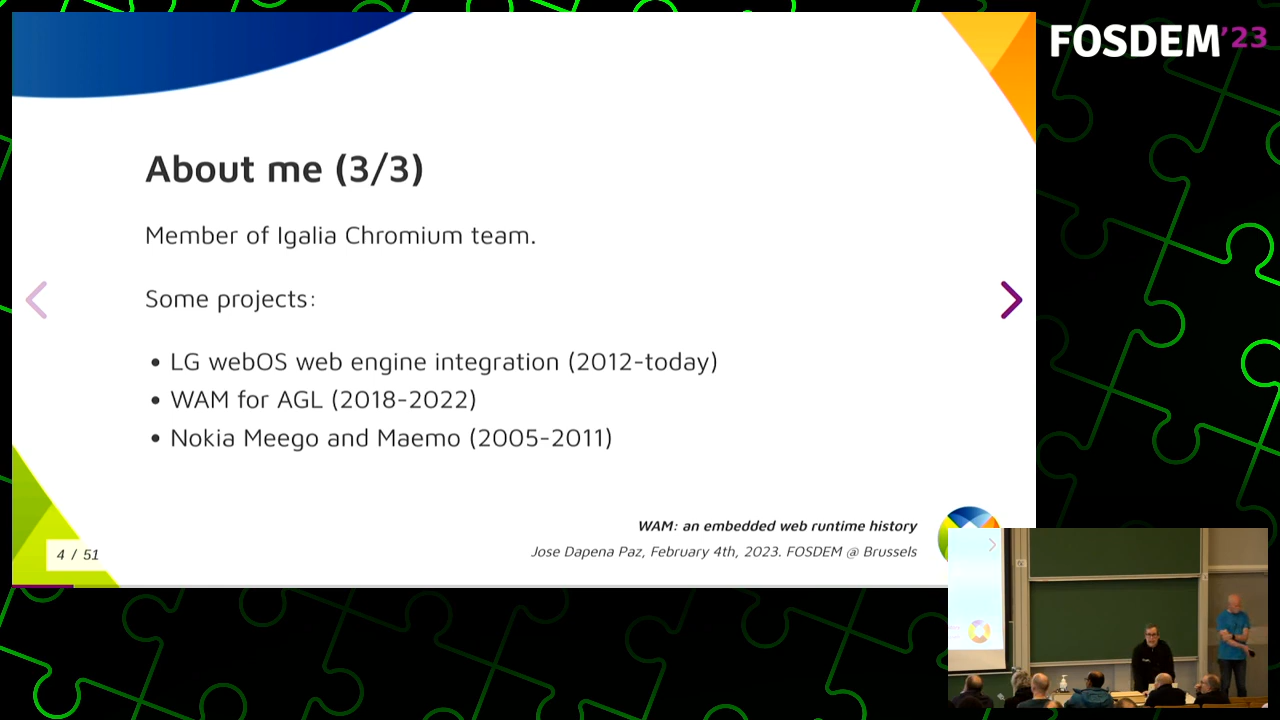 FOSDEM'23
About me (3/3)
Member of Igalia Chromium team.
Some projects:
• LG webOS web engine integration (2012-today)
• WAM for AGL (2018-2022)
• Nokia Meego and Maemo (2005-2011)
WAM: an embedded web runtime history
Jose Dapena Paz, February 4th, 2023. FOSDEM @ Brussels
4 / 51